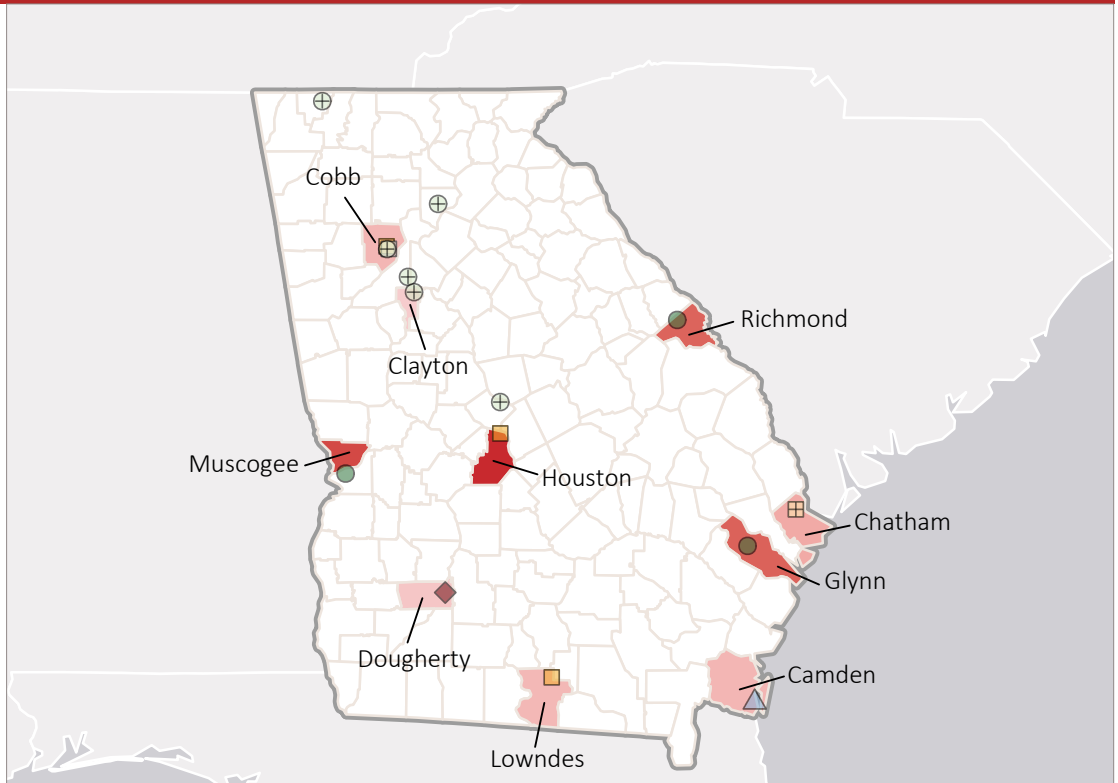 Cobb
Richmond
Clayton
Muscogee
Houston
Chatham
Glynn
Dougherty
Camden
Lowndes